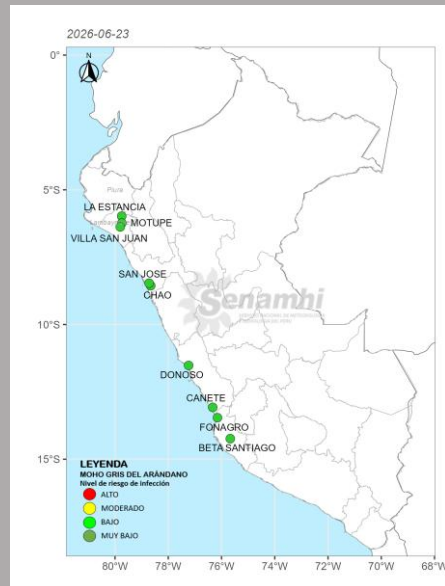 2026-06-23
N
0°
5°S
10°S
15°S
Piura
LA ESTANCIA
MOTUPE
VILLA SAN JUAN
SAN JOSE
CHAO
Senamhi
DONOSO
CANETE
FONAGRO
BETA SANTIAGO
LEYENDA
MOHO GRIS DEL ARÁNDANO
Nivel de riesgo de infección
ALTO
MODERADO
BAJO
MUY BAJO
80°W 78°W 76°W 74°W 72°W 70°W 68°W